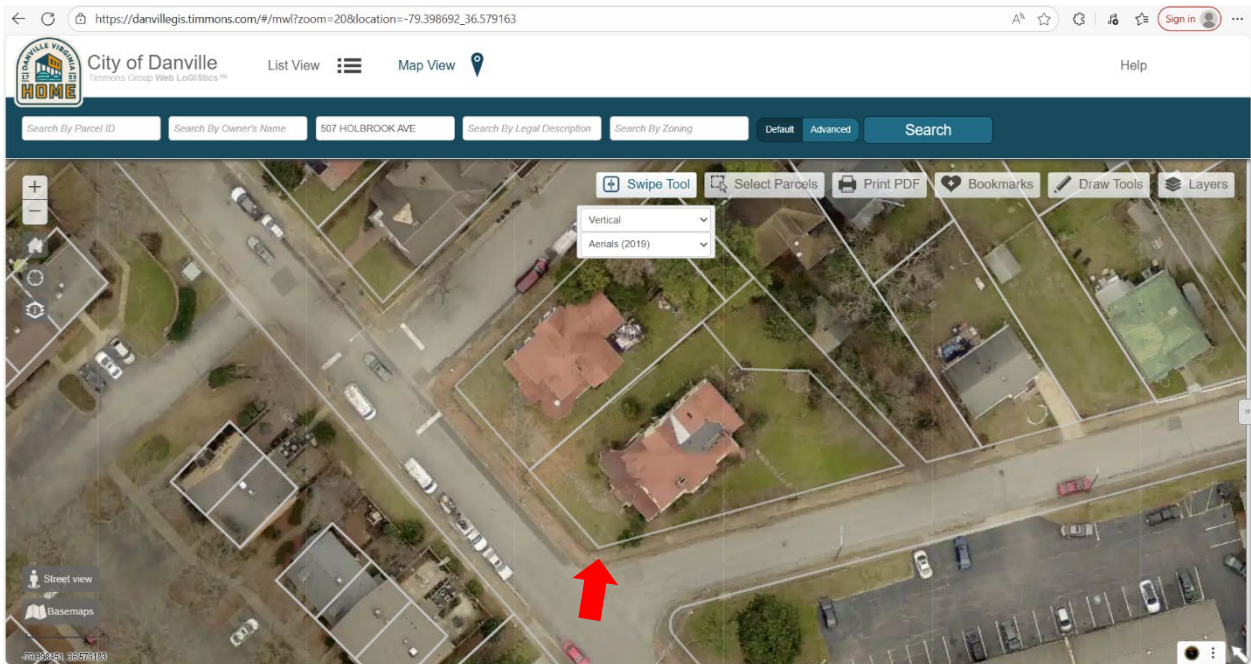 https://danvillegis.timmons.com/#/mwl?zoom=20&location=-79.398692_36.579163
Sign in
DANVILLE VIRGINIA
HOME
City of Danville
Timmons Group Web LoGIStics™
List View
Map View
Help
Search By Parcel ID
Search By Owner's Name
507 HOLBROOK AVE
Search By Legal Description
Search By Zoning
Default
Advanced
Search
Swipe Tool
Select Parcels
Print PDF
Bookmarks
Draw Tools
Layers
Vertical
Aerials (2019)
Street view
Basemaps